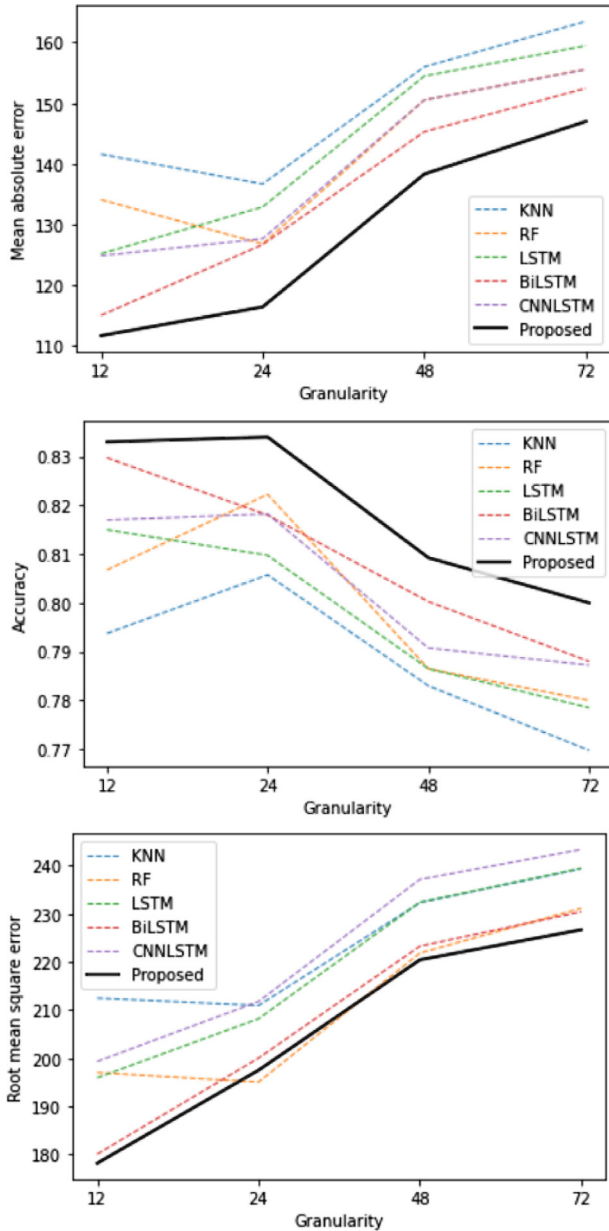 Mean absolute error
160
150
140
130
120
110
12
24
48
72
Granularity
KNN
RF
LSTM
BiLSTM
CNNLSTM
Proposed
Accuracy
0.83
0.82
0.81
0.80
0.79
0.78
0.77
12
24
48
72
Granularity
KNN
RF
LSTM
BiLSTM
CNNLSTM
Proposed
Root mean square error
240
230
220
210
200
190
180
12
24
48
72
Granularity
KNN
RF
LSTM
BiLSTM
CNNLSTM
Proposed